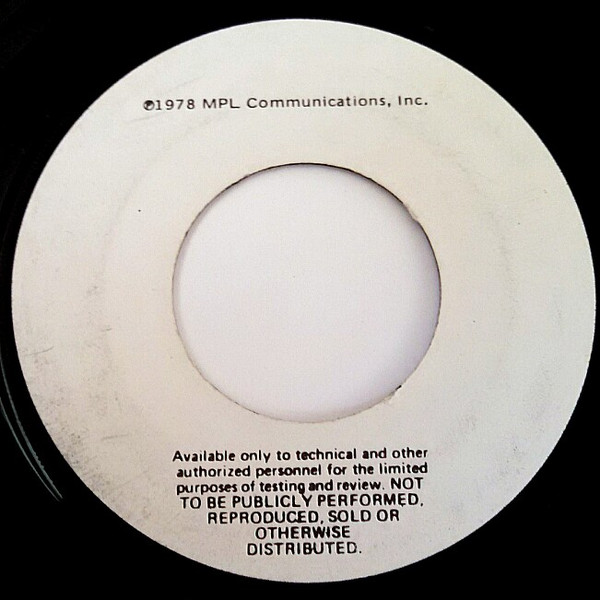 ℗1978 MPL Communications, Inc.
Available only to technical and other
authorized personnel for the limited
purposes of testing and review. NOT
TO BE PUBLICLY PERFORMED,
REPRODUCED, SOLD OR
OTHERWISE
DISTRIBUTED.